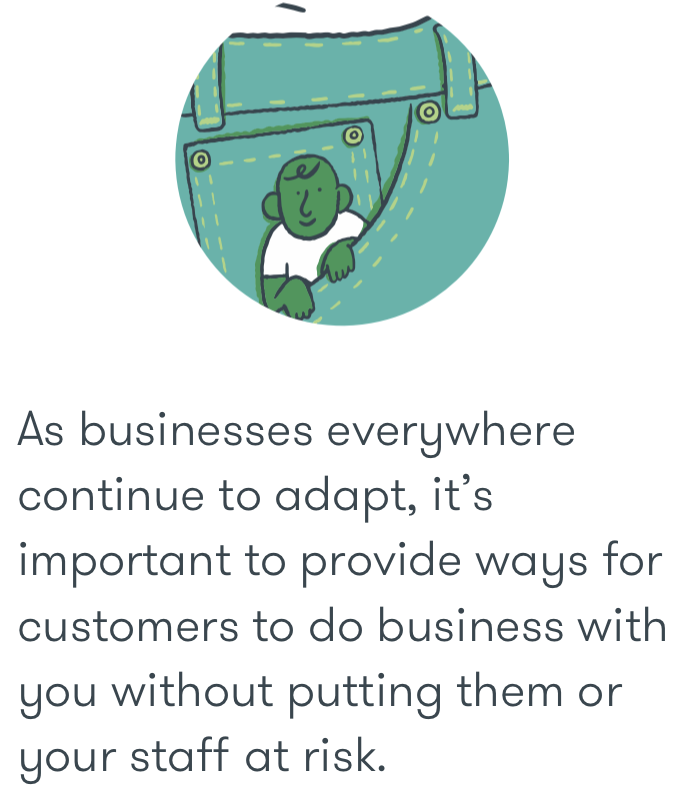 As businesses everywhere
continue to adapt, it’s
important to provide ways for
customers to do business with
you without putting them or
your staff at risk.